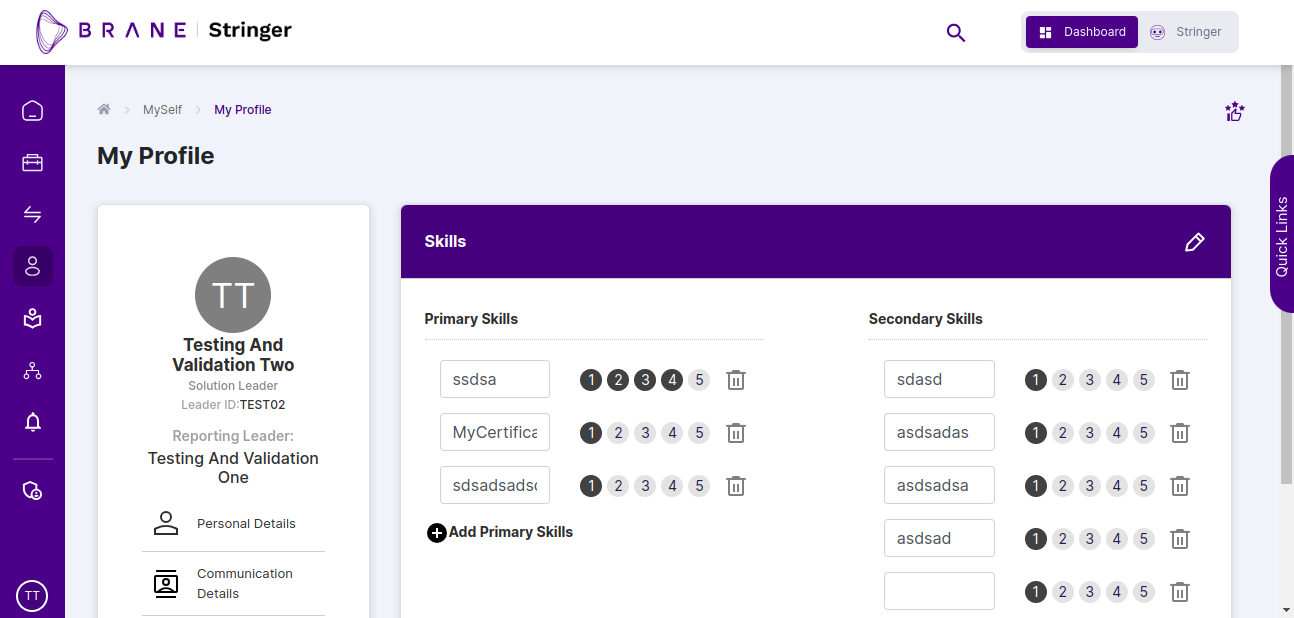 BRANE Stringer
Dashboard
Stringer
MySelf
My Profile
My Profile
Quick Links
TT
Testing And
Validation Two
Solution Leader
Leader ID:TEST02
Reporting Leader:
Testing And Validation
One
Personal Details
Communication
Details
TT
Skills
Primary Skills
ssdsa 1 2 3 4 5
MyCertifica 1 2 3 4 5
sdsadsadsd 1 2 3 4 5
Add Primary Skills
Secondary Skills
sdasd 1 2 3 4 5
asdsadas 1 2 3 4 5
asdsadsa 1 2 3 4 5
asdsad 1 2 3 4 5
1 2 3 4 5